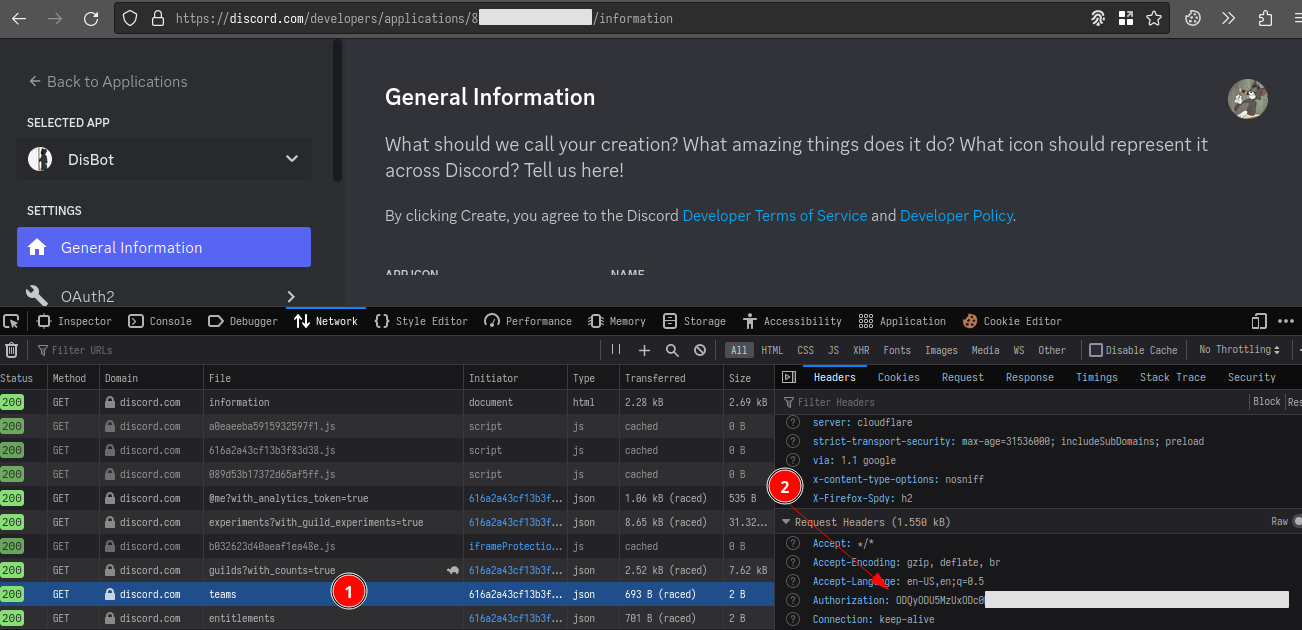 https://discord.com/developers/applications/8 /information
Back to Applications
SELECTED APP
DisBot
SETTINGS
General Information
OAuth2
General Information
What should we call your creation? What amazing things does it do? What icon should represent it
across Discord? Tell us here!
By clicking Create, you agree to the Discord Developer Terms of Service and Developer Policy.
APP ICON NAME
Inspector Console Debugger Network Style Editor Performance Memory Storage Accessibility Application Cookie Editor
Filter URLs
All HTML CSS JS XHR Fonts Images Media WS Other Disable Cache No Throttling
Status Method Domain File Initiator Type Transferred Size
200 GET discord.com information document html 2.28 kB 2.69 kB
200 GET discord.com a0eaeeba5915932597f1.js script js cached 0 B
200 GET discord.com 616a2a43cf13b3f83d38.js script js cached 0 B
200 GET discord.com 089d53b17372d65af5ff.js script js cached 0 B
200 GET discord.com @me?with_analytics_token=true 616a2a43cf13b3f... json 1.06 kB (raced) 535 B
200 GET discord.com experiments?with_guild_experiments=true 616a2a43cf13b3f... json 8.65 kB (raced) 31.32...
200 GET discord.com b032623d40aeaf1ea48e.js iframeProtectio... js cached 0 B
200 GET discord.com guilds?with_counts=true 616a2a43cf13b3f... json 2.52 kB (raced) 7.62 kB
200 GET discord.com teams 616a2a43cf13b3f... json 693 B (raced) 2 B
200 GET discord.com entitlements 616a2a43cf13b3f... json 701 B (raced) 2 B
1
Headers Cookies Request Response Timings Stack Trace Security
Filter Headers Block Res
server: cloudflare
strict-transport-security: max-age=31536000; includeSubDomains; preload
via: 1.1 google
x-content-type-options: nosniff
X-Firefox-Spdy: h2
2
Request Headers (1.550 kB) Raw
Accept: */*
Accept-Encoding: gzip, deflate, br
Accept-Language: en-US,en;q=0.5
Authorization: ODQyODU5MzUxODc0
Connection: keep-alive